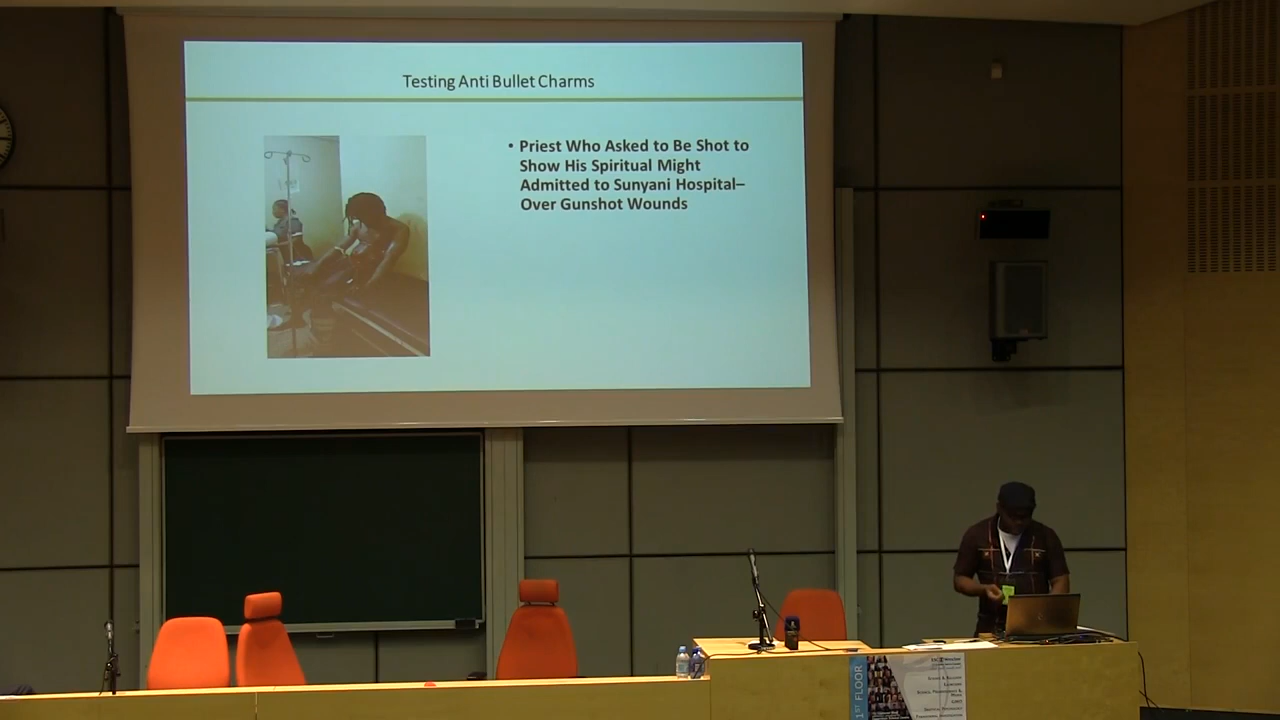 Testing Anti Bullet Charms
• Priest Who Asked to Be Shot to
Show His Spiritual Might
Admitted to Sunyani Hospital–
Over Gunshot Wounds
1ST FLOOR